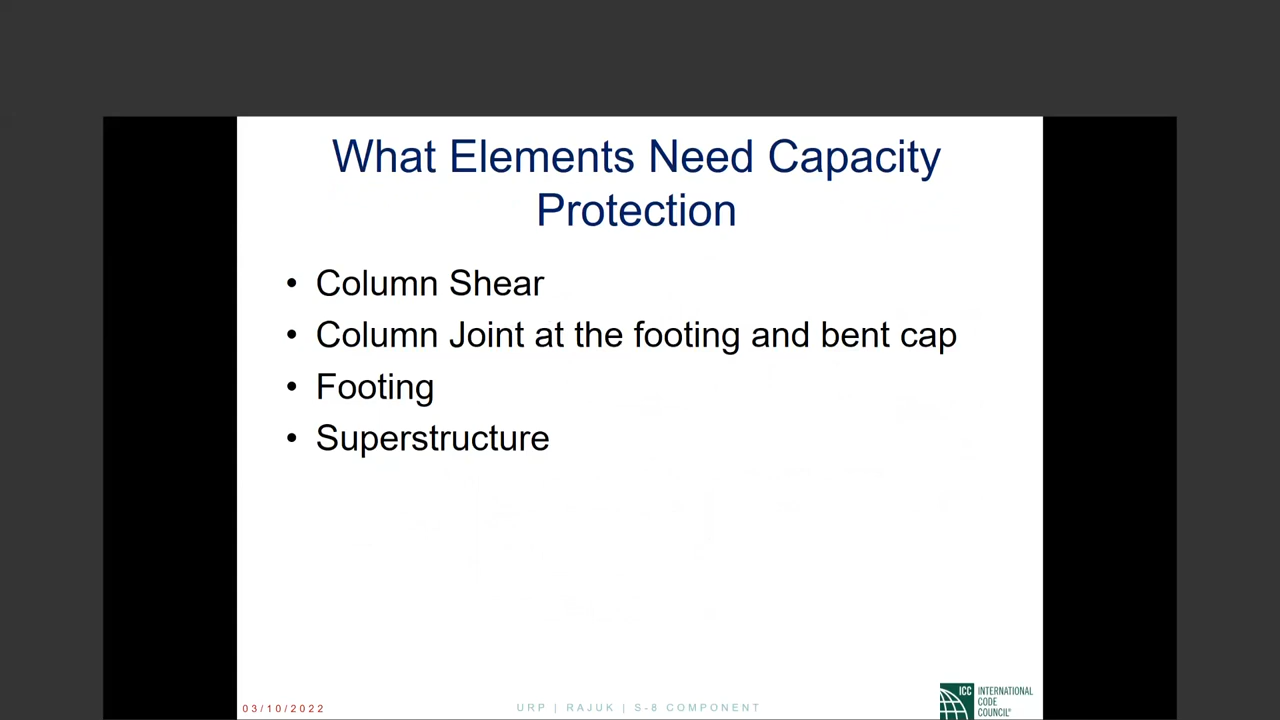 What Elements Need Capacity
Protection
• Column Shear
• Column Joint at the footing and bent cap
• Footing
• Superstructure
03/10/2022
URP | RAJUK | S-8 COMPONENT
ICC
INTERNATIONAL
CODE
COUNCIL®